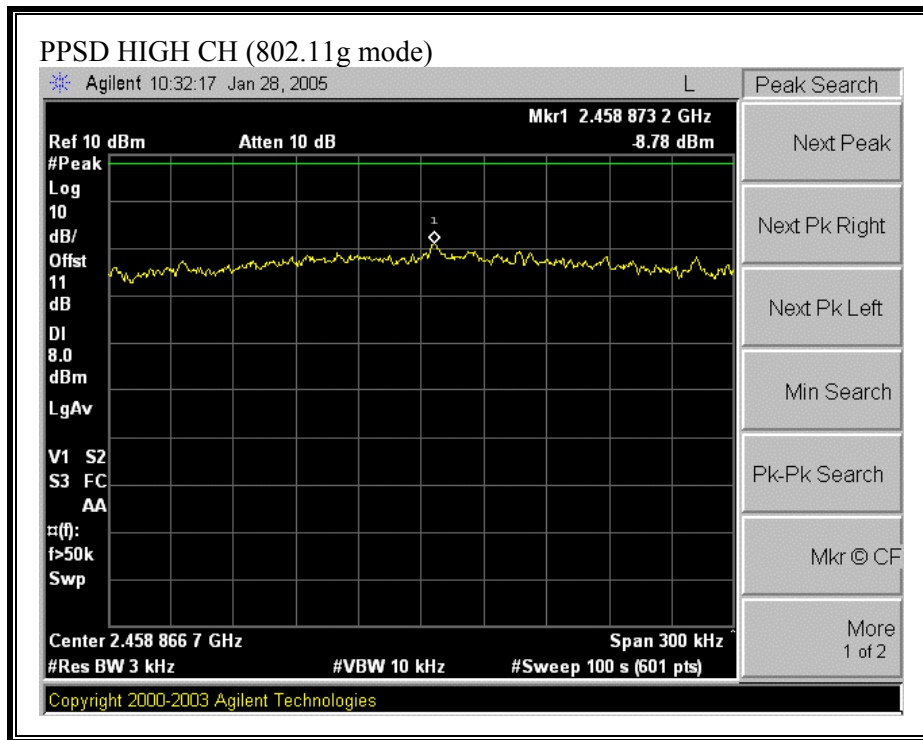 PPSD HIGH CH (802.11g mode)
Agilent 10:32:17 Jan 28, 2005 L
Peak Search
Mkr1 2.458 873 2 GHz
Ref 10 dBm Atten 10 dB -8.78 dBm
#Peak
Log
10
dB/
Offst
11
dB
DI
8.0
dBm
LgAv
V1 S2
S3 FC
AA
¤(f):
f>50k
Swp
1
Center 2.458 866 7 GHz Span 300 kHz
#Res BW 3 kHz #VBW 10 kHz #Sweep 100 s (601 pts)
Copyright 2000-2003 Agilent Technologies
Next Peak
Next Pk Right
Next Pk Left
Min Search
Pk-Pk Search
Mkr © CF
More
1 of 2